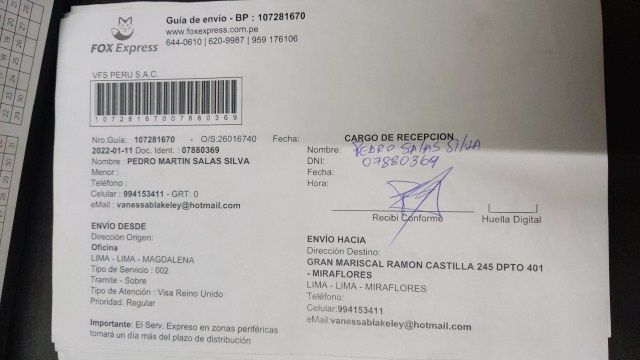 FOX Express
Guía de envío - BP : 107281670
www.foxexpress.com.pe
644-0610 | 620-9987 | 959 176106
VFS PERU S.A.C.
10728167007880369
Nro.Guía: 107281670 - O/S:26016740 Fecha:
2022-01-11 Doc. Ident. : 07880369
Nombre : PEDRO MARTIN SALAS SILVA
Menor :
Teléfono :
Celular : 994153411 - GRT: 0
eMail : vanessablakeley@hotmail.com
ENVÍO DESDE
Dirección Origen:
Oficina
LIMA - LIMA - MAGDALENA
Tipo de Servicio : 002
Tramite - Sobre
Tipo de Atención : Visa Reino Unido
Prioridad: Regular
Importante: El Serv. Expreso en zonas periféricas
tomará un día más del plazo de distribución
CARGO DE RECEPCION
Nombre: PEDRO SALAS SILVA
DNI: 07880369
Fecha:
Hora:
Recibí Conforme Huella Digital
ENVÍO HACIA
Dirección Destino:
GRAN MARISCAL RAMON CASTILLA 245 DPTO 401
- MIRAFLORES
LIMA - LIMA - MIRAFLORES
Teléfono:
Celular:994153411
eMail:vanessablakeley@hotmail.com